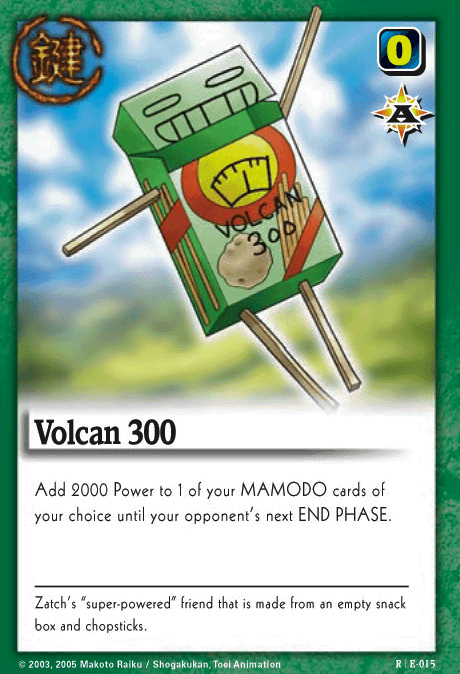 鍵
0
A
VOLCAN
300
Volcan 300
Add 2000 Power to 1 of your MAMODO cards of
your choice until your opponent's next END PHASE.
Zatch's "super-powered" friend that is made from an empty snack
box and chopsticks.
© 2003, 2005 Makoto Raiku / Shogakukan, Toei Animation
R | E-015